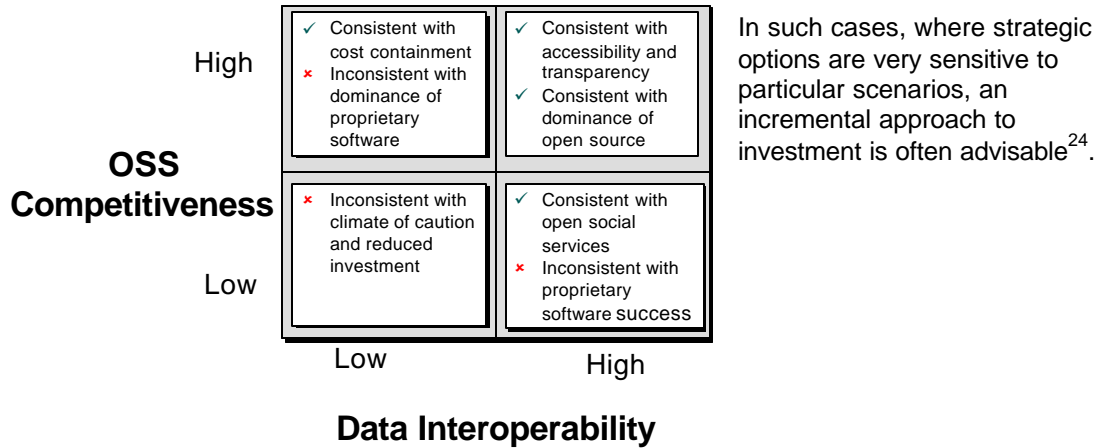 High
OSS
Competitiveness
Low
✓ Consistent with
cost containment
× Inconsistent with
dominance of
proprietary
software
✓ Consistent with
accessibility and
transparency
✓ Consistent with
dominance of
open source
× Inconsistent with
climate of caution
and reduced
investment
✓ Consistent with
open social
services
× Inconsistent with
proprietary
software success
Low
High
Data Interoperability
In such cases, where strategic
options are very sensitive to
particular scenarios, an
incremental approach to
investment is often advisable24.